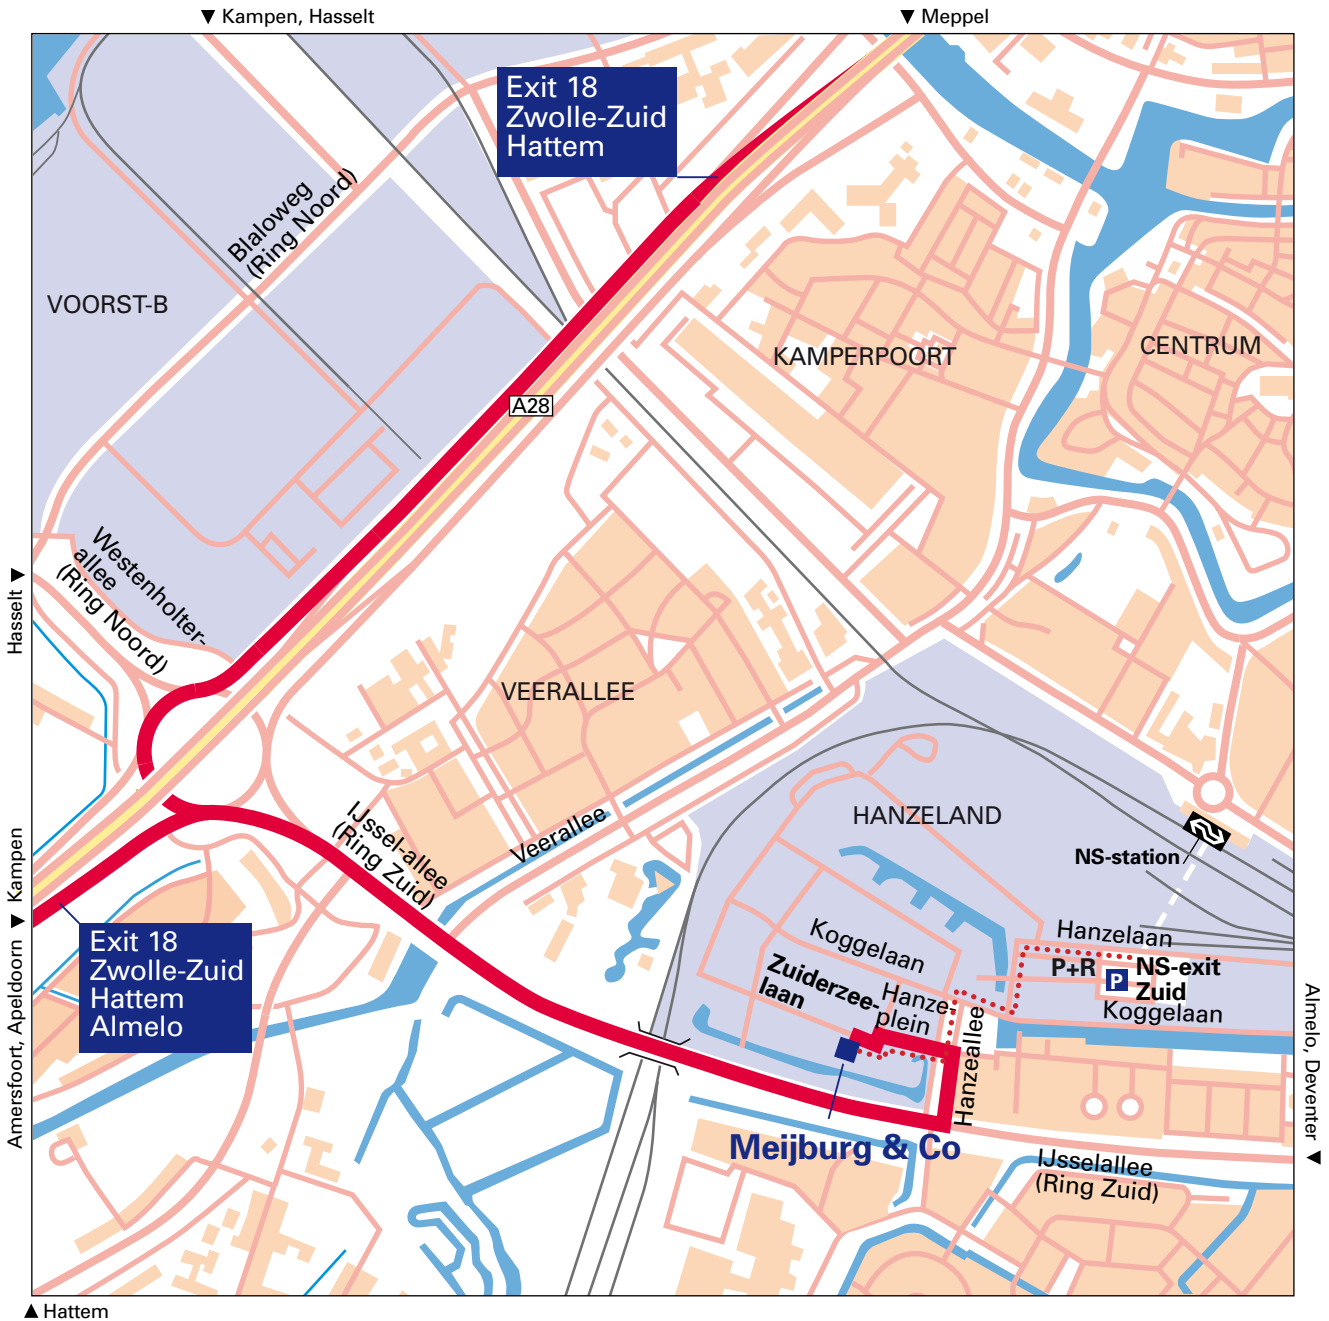 ▼ Kampen, Hasselt
▼ Meppel
Exit 18
Zwolle-Zuid
Hattem
Blaloweg
(Ring Noord)
VOORST-B
KAMPERPOORT
CENTRUM
A28
Westenholter-
allee
(Ring Noord)
Hasselt ▼
VEERALLEE
IJssel-allee
(Ring Zuid)
Veerallee
HANZELAND
NS-station
Amersfoort, Apeldoorn ▼ Kampen
Exit 18
Zwolle-Zuid
Hattem
Almelo
Koggelaan
Hanzelaan
P+R
P
NS-exit
Zuid
Koggelaan
Zuiderzee-
laan
Hanze-
plein
Hanzeallee
Almelo, Deventer ▼
Meijburg & Co
IJsselallee
(Ring Zuid)
▲ Hattem